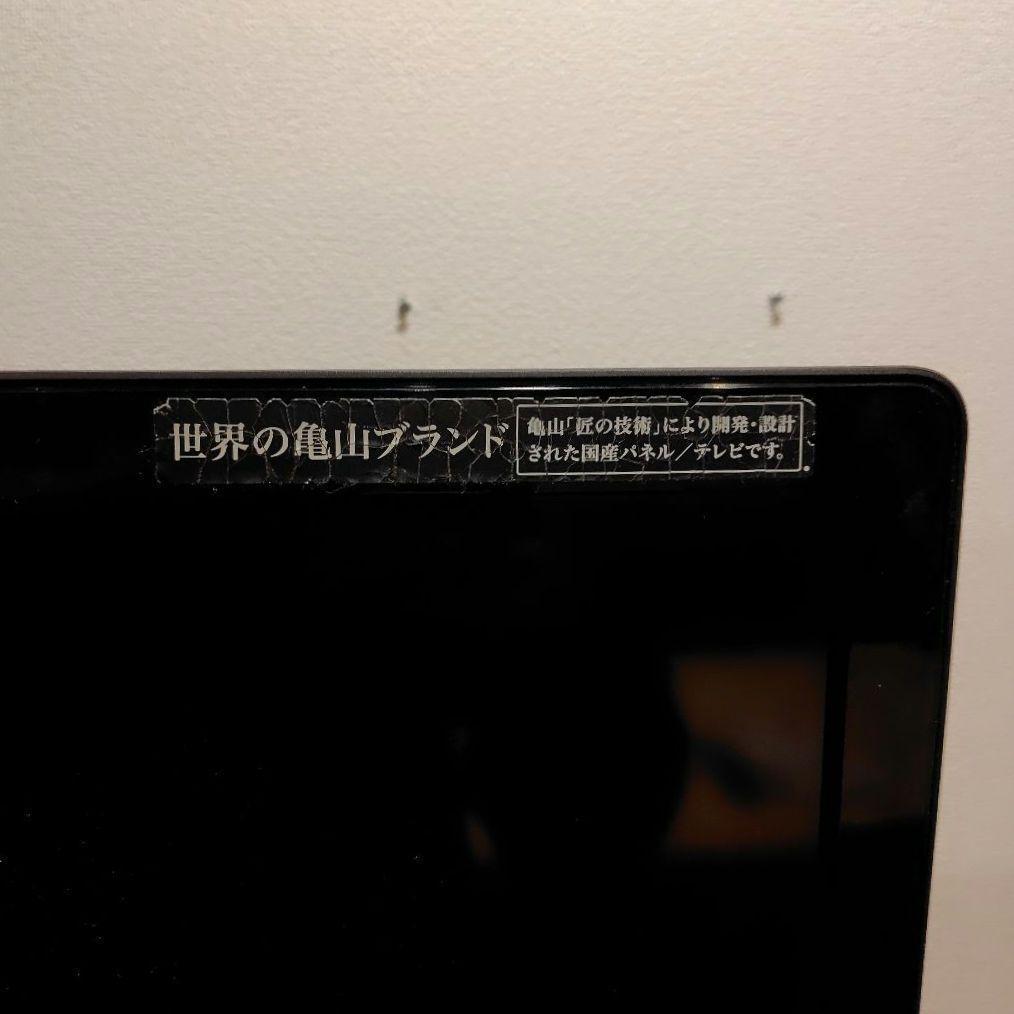 世界の亀山ブランド
亀山「匠の技術」により開発・設計
された国産パネル／テレビです。